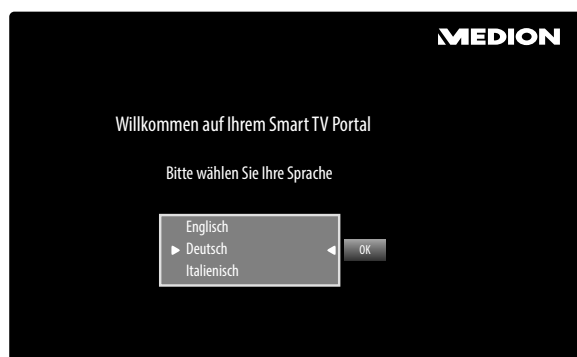 MEDION
Willkommen auf Ihrem Smart TV Portal
Bitte wählen Sie Ihre Sprache
Englisch
Deutsch OK
Italienisch